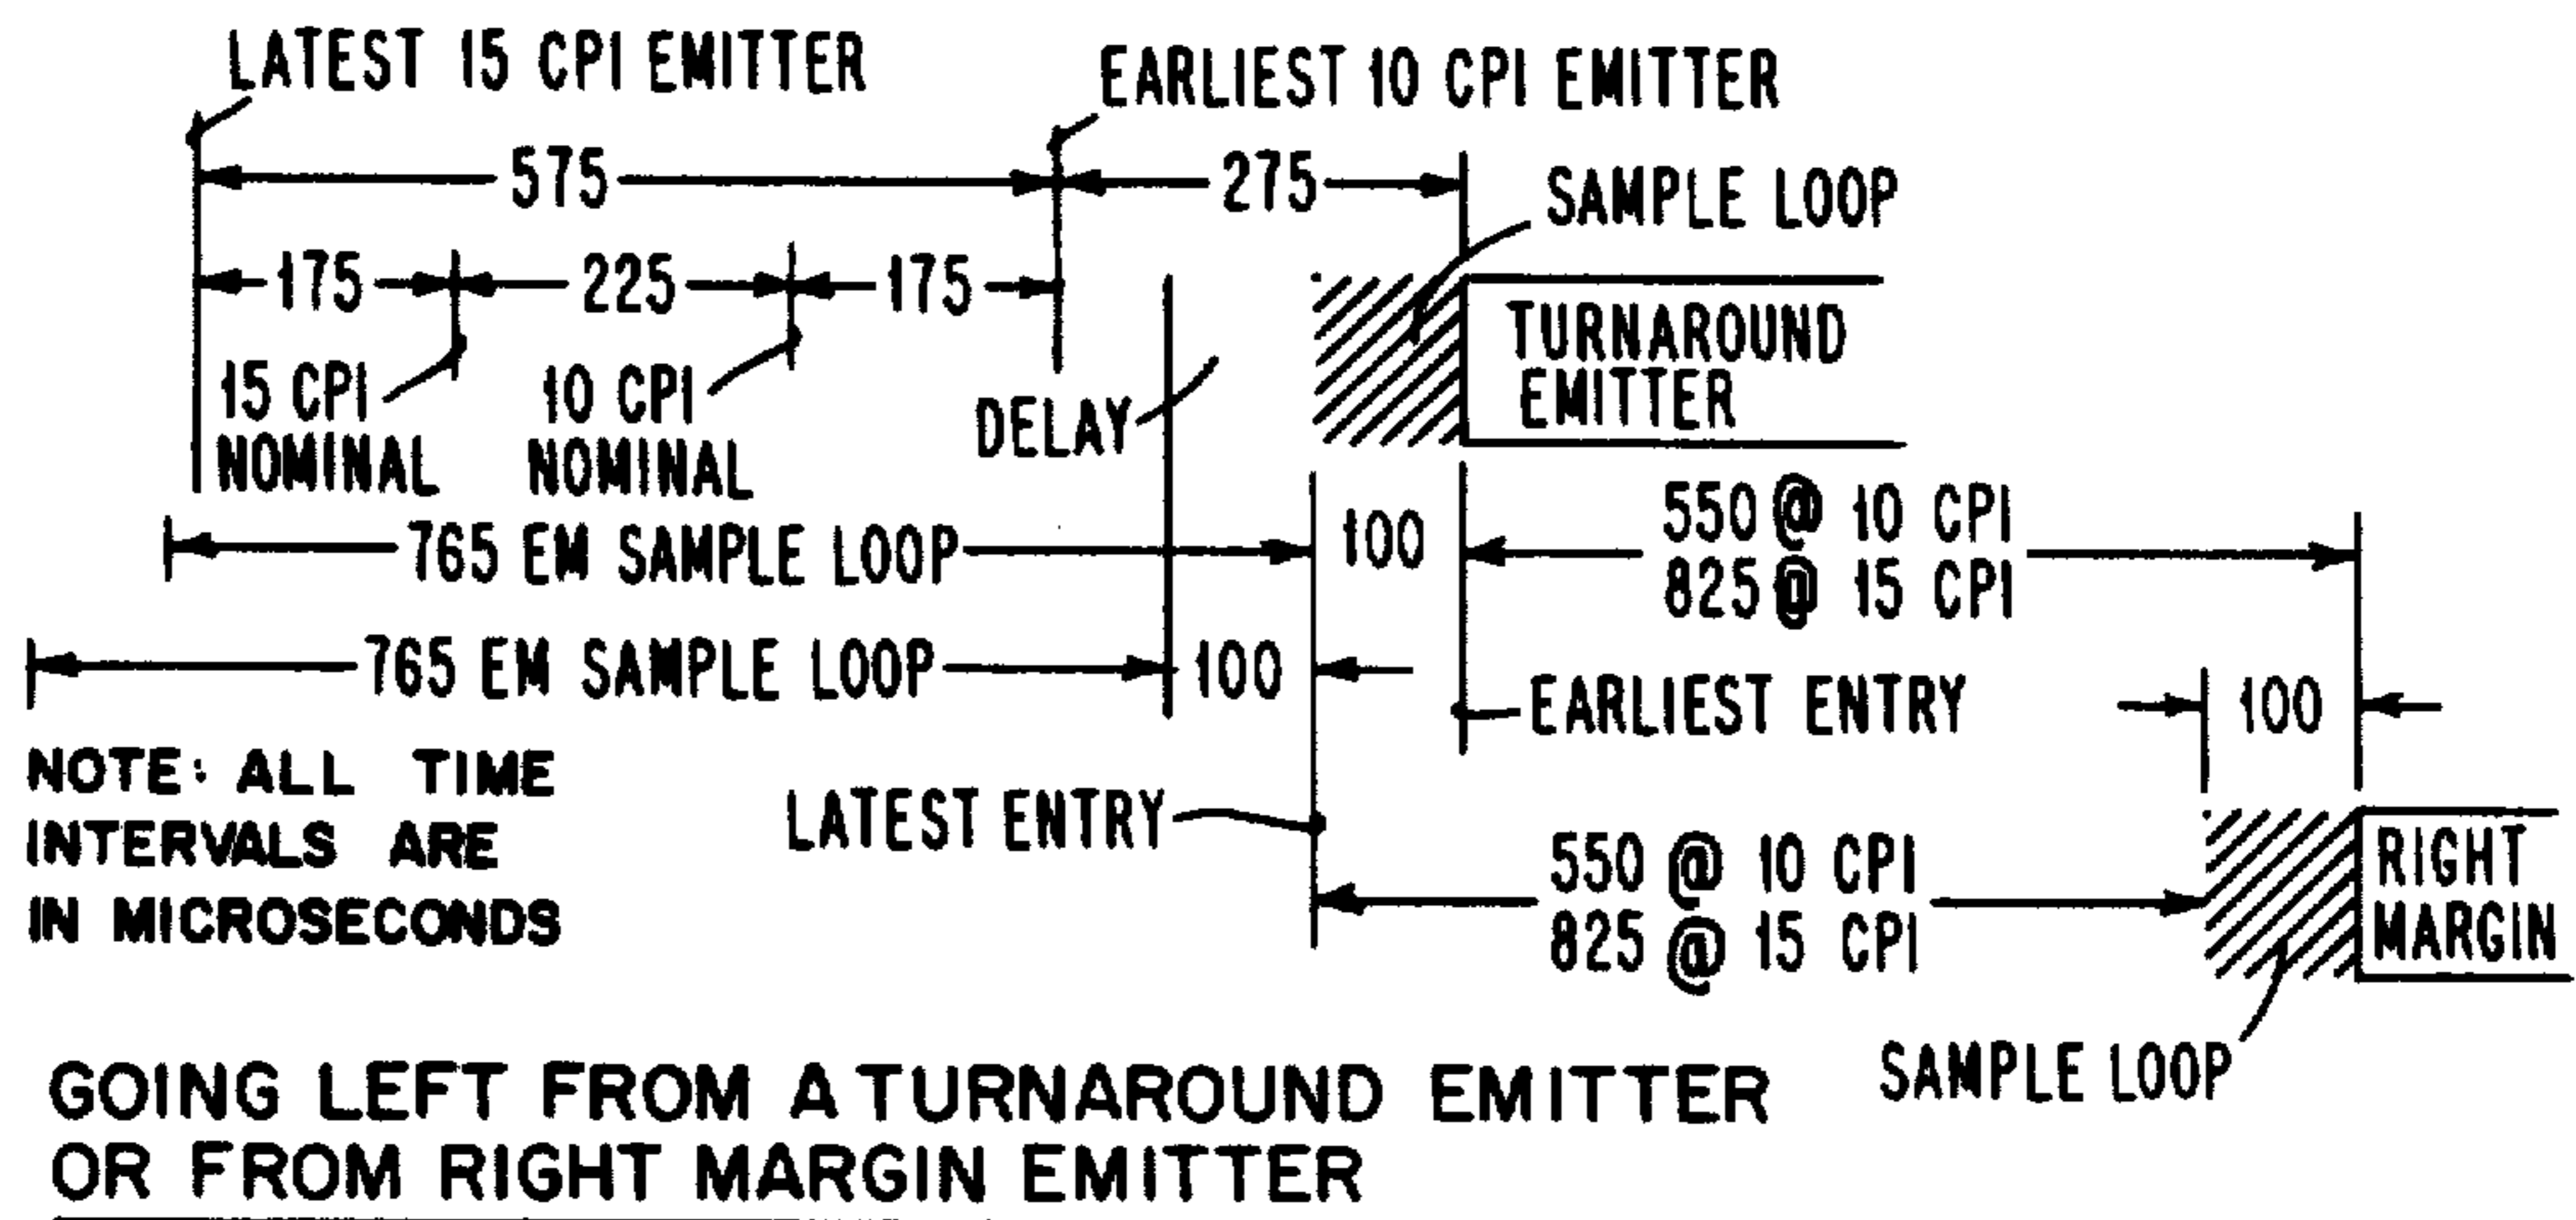 LATEST 15 CPI EMITTER
EARLIEST 10 CPI EMITTER
575
275
SAMPLE LOOP
175
225
175
15 CPI
NOMINAL
10 CPI
NOMINAL
DELAY
TURNAROUND
EMITTER
765 EM SAMPLE LOOP
100
550 @ 10 CPI
825 @ 15 CPI
765 EM SAMPLE LOOP
100
EARLIEST ENTRY
100
NOTE: ALL TIME
INTERVALS ARE
IN MICROSECONDS
LATEST ENTRY
550 @ 10 CPI
825 @ 15 CPI
RIGHT
MARGIN
SAMPLE LOOP
GOING LEFT FROM A TURNAROUND EMITTER
OR FROM RIGHT MARGIN EMITTER